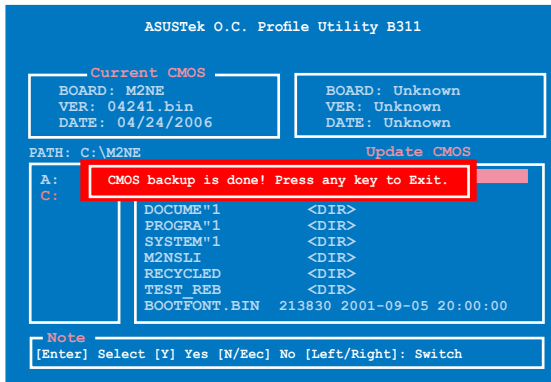 ASUSTek O.C. Profile Utility B311
Current CMOS
BOARD: M2NE
VER: 04241.bin
DATE: 04/24/2006
BOARD: Unknown
VER: Unknown
DATE: Unknown
PATH: C:\M2NE
Update CMOS
A:
C:
CMOS backup is done! Press any key to Exit.
DOCUME"1 <DIR>
PROGRA"1 <DIR>
SYSTEM"1 <DIR>
M2NSLI <DIR>
RECYCLED <DIR>
TEST_REB <DIR>
BOOTFONT.BIN 213830 2001-09-05 20:00:00
Note
[Enter] Select [Y] Yes [N/Eec] No [Left/Right]: Switch